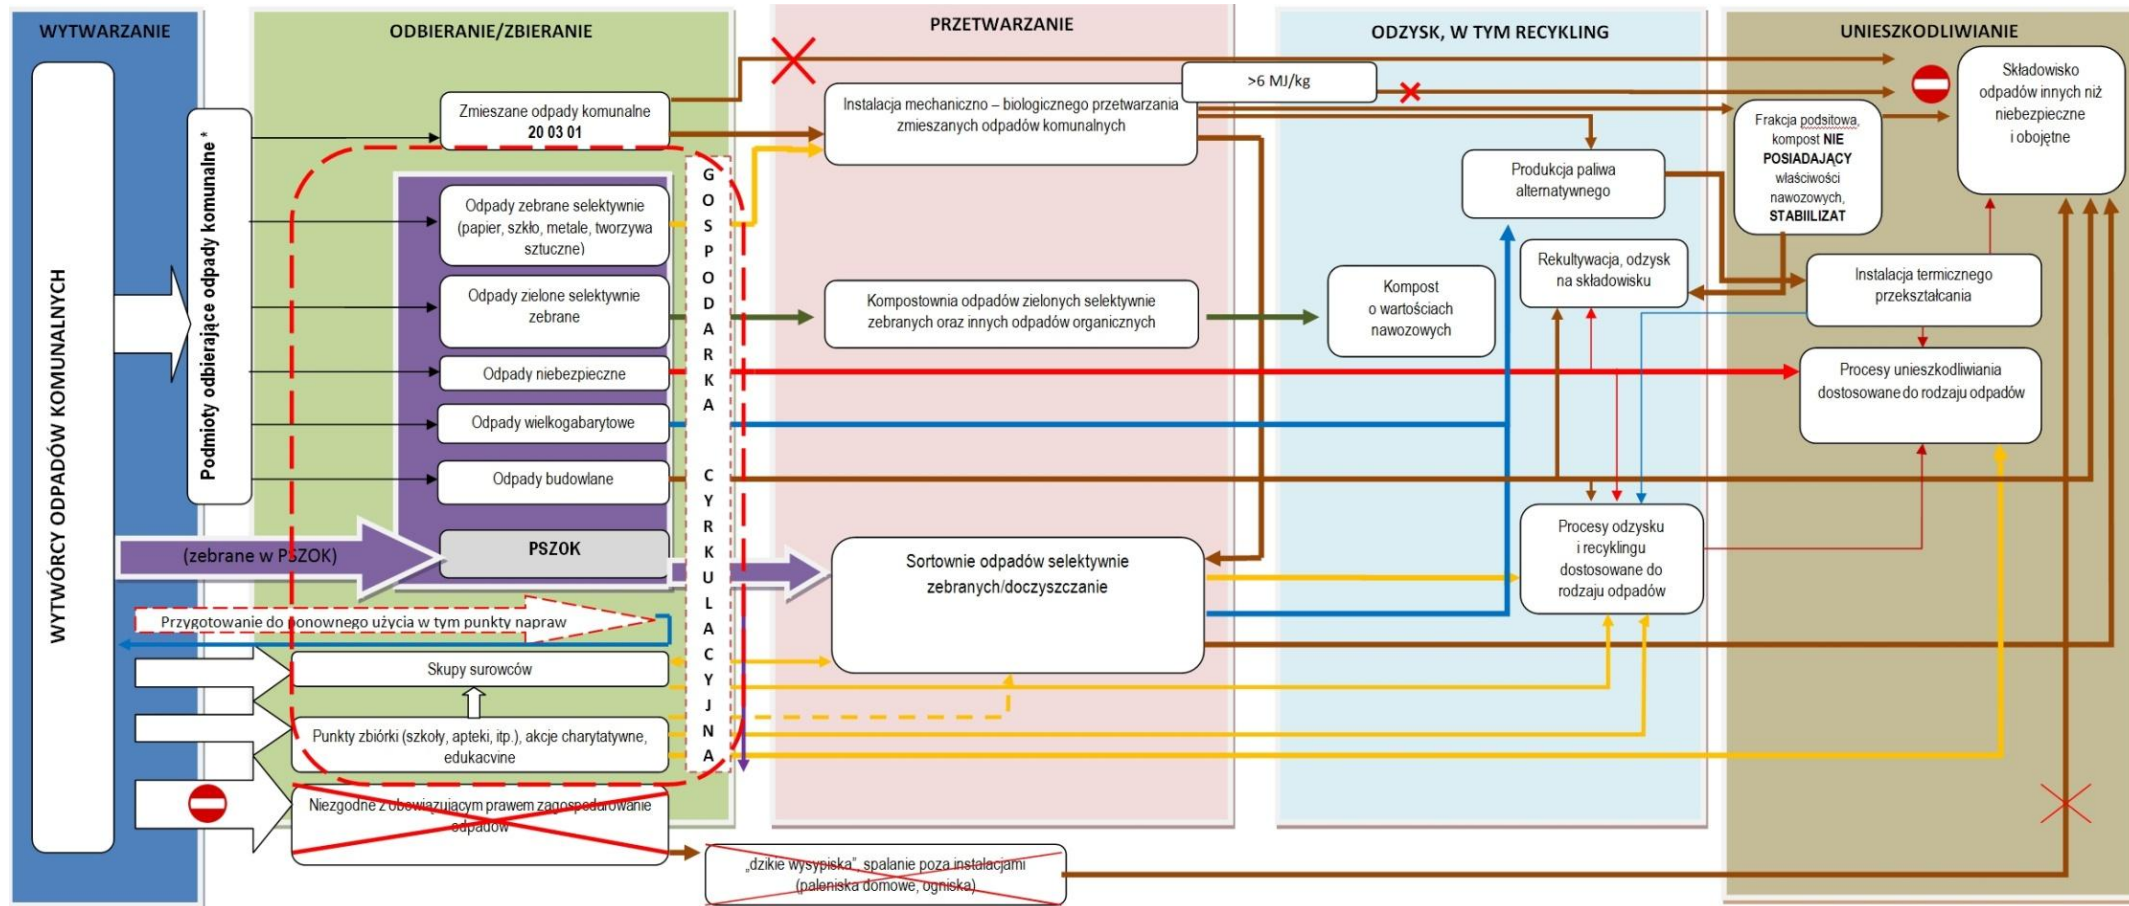 WYTWARZANIE
ODBIERANIE/ZBIERANIE
PRZETWARZANIE
ODZYSK, W TYM RECYKLING
UNIESZKODLIWIANIE
WYTWÓRCY ODPADÓW KOMUNALNYCH
Podmioty odbierające odpady komunalne *
Zmieszane odpady komunalne
20 03 01
Odpady zebrane selektywnie
(papier, szkło, metale, tworzywa
sztuczne)
Odpady zielone selektywnie
zebrane
Odpady niebezpieczne
Odpady wielkogabarytowe
Odpady budowlane
PSZOK
(zebrane w PSZOK)
Przygotowanie do ponownego użycia w tym punkty napraw
Skupy surowców
Punkty zbiórki (szkoły, apteki, itp.), akcje charytatywne,
edukacyjne
Niezgodne z obowiązującym prawem zagospodarowanie
odpadów
„dzikie wysypiska”, spalanie poza instalacjami
(paleniska domowe, ogniska)
GOSPODARKA CYRKULACYJNA
Instalacja mechaniczno – biologicznego przetwarzania
zmieszanych odpadów komunalnych
Kompostownia odpadów zielonych selektywnie
zebranych oraz innych odpadów organicznych
Sortownie odpadów selektywnie
zebranych/doczyszczanie
>6 MJ/kg
Produkcja paliwa
alternatywnego
Rekultywacja, odzysk
na składowisku
Kompost
o wartościach
nawozowych
Procesy odzysku
i recyklingu
dostosowane do
rodzaju odpadów
Frakcja podsitowa,
kompost NIE
POSIADAJĄCY
właściwości
nawozowych,
STABIILIZAT
Składowisko
odpadów innych niż
niebezpieczne
i obojętne
Instalacja termicznego
przekształcania
Procesy unieszkodliwiania
dostosowane do rodzaju odpadów